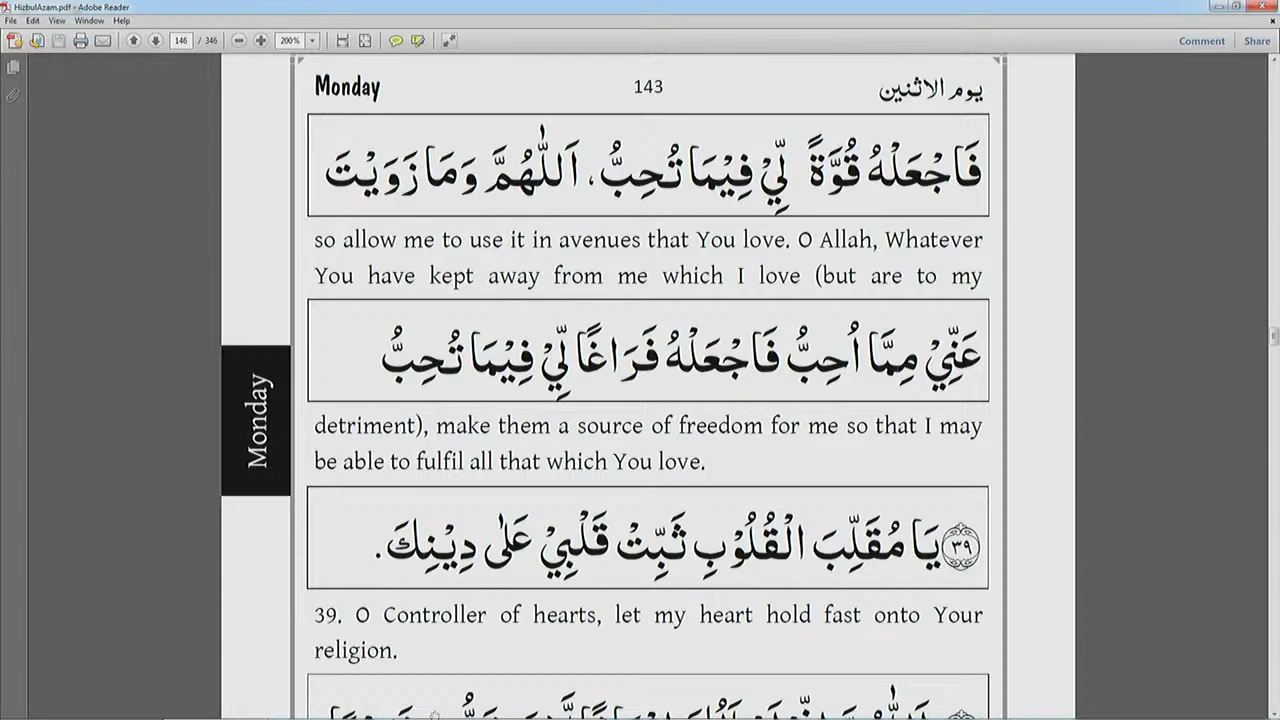 HizbulAzam.pdf - Adobe Reader
File Edit View Window Help
146 / 346 200% Comment Share
Monday 143 يوم الاثنين
فَاجْعَلْهُ قُوَّةً لِّيْ فِيْمَا تُحِبُّ، اَللّٰهُمَّ وَمَا زَوَيْتَ
so allow me to use it in avenues that You love. O Allah, Whatever
You have kept away from me which I love (but are to my
عَنِّيْ مِمَّا اُحِبُّ فَاجْعَلْهُ فَرَاغًا لِّيْ فِيْمَا تُحِبُّ
Monday
detriment), make them a source of freedom for me so that I may
be able to fulfil all that which You love.
٣٩ يَا مُقَلِّبَ الْقُلُوْبِ ثَبِّتْ قَلْبِيْ عَلٰى دِيْنِكَ.
39. O Controller of hearts, let my heart hold fast onto Your
religion.